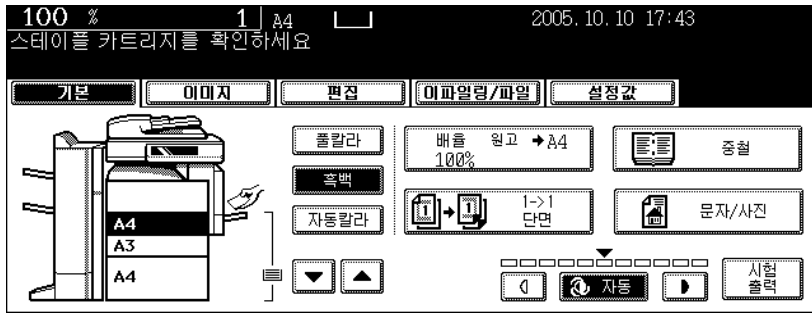 100 % 1 A4 2005.10.10 17:43
스테이플 카트리지를 확인하세요
기본 이미지 편집 이파일링/파일 설정값
풀칼라
배율 원고 ➜A4
100%
중철
흑백
자동칼라
1 1
1->1
단면
문자/사진
A4
A3
A4
자동
시험
출력